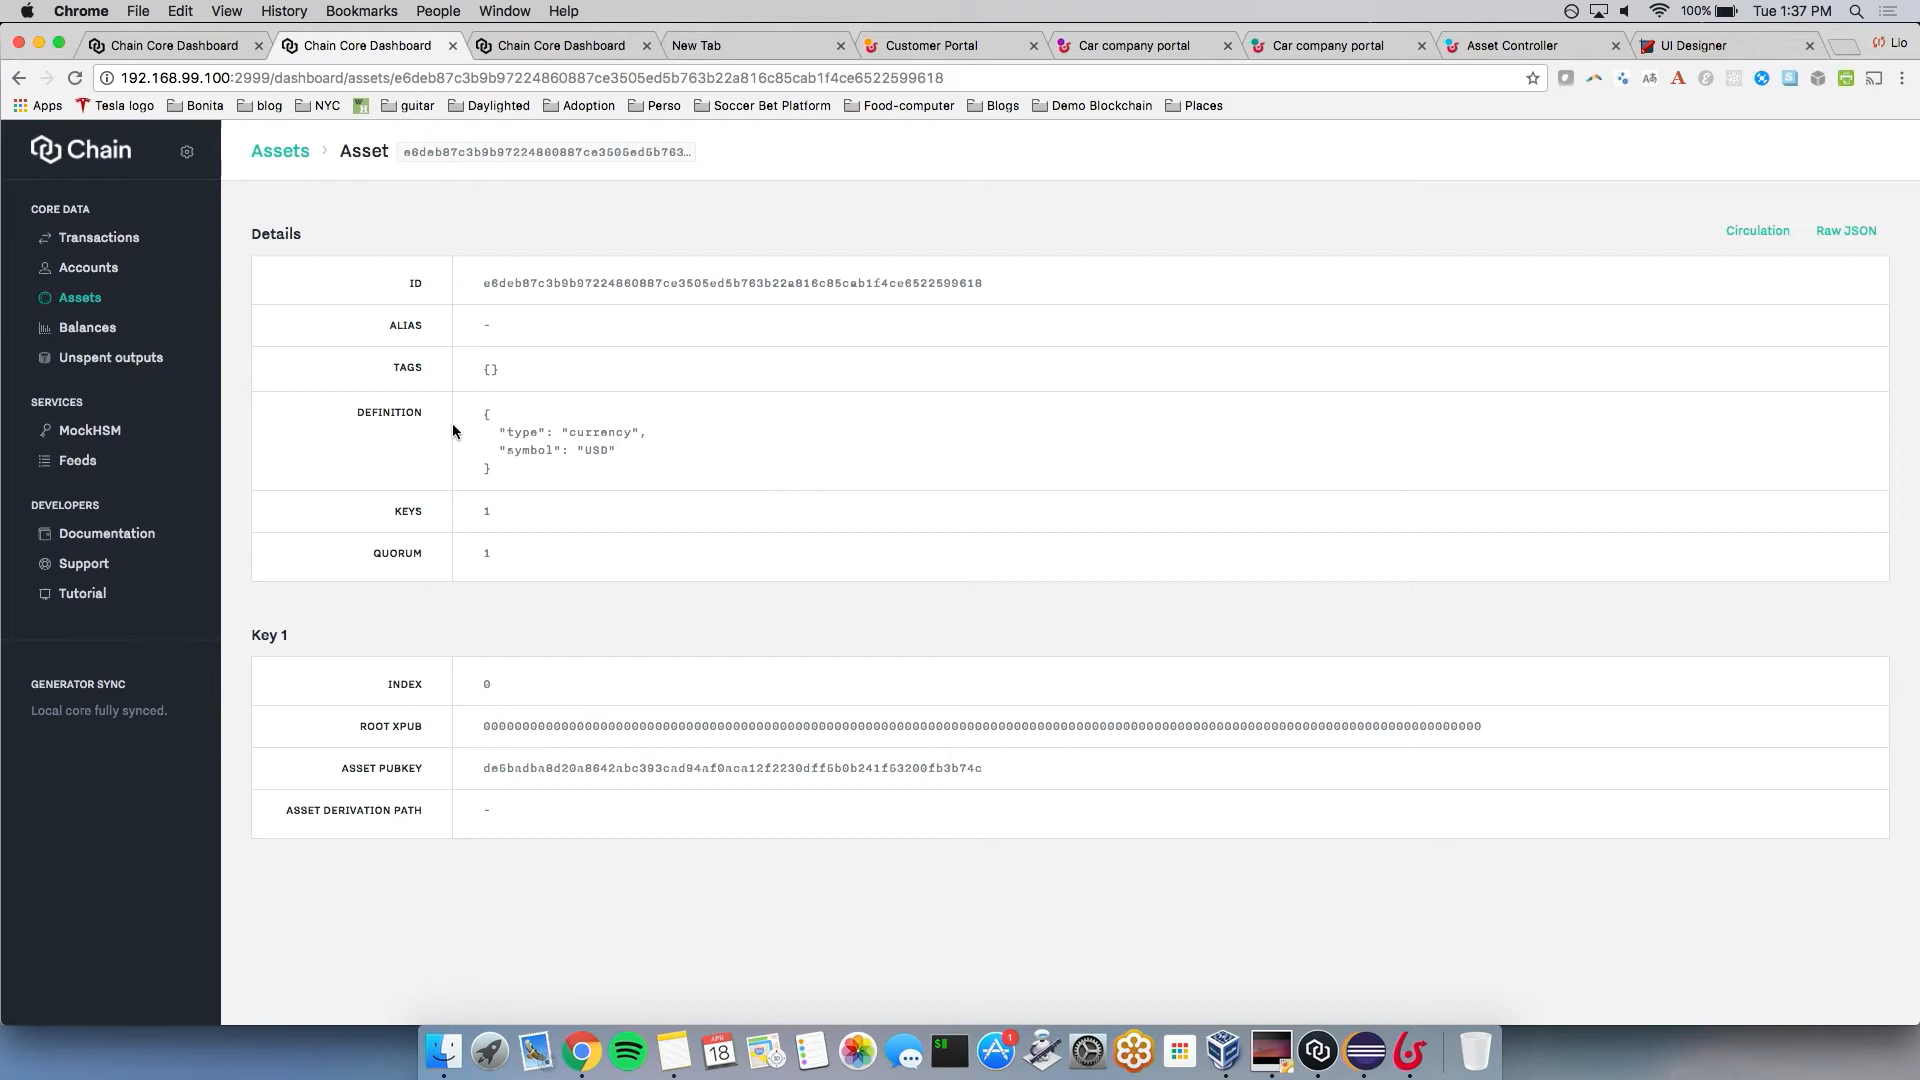 Chrome File Edit View History Bookmarks People Window Help 100% Tue 1:37 PM
Chain Core Dashboard Chain Core Dashboard Chain Core Dashboard New Tab Customer Portal Car company portal Car company portal Asset Controller UI Designer Lio
192.168.99.100:2999/dashboard/assets/e6deb87c3b9b97224860887ce3505ed5b763b22a816c85cab1f4ce6522599618
Apps Tesla logo Bonita blog NYC guitar Daylighted Adoption Perso Soccer Bet Platform Food-computer Blogs Demo Blockchain Places
Chain
Assets › Asset e6deb87c3b9b97224860887ce3505ed5b763...
CORE DATA
Transactions
Accounts
Assets
Balances
Unspent outputs
SERVICES
MockHSM
Feeds
DEVELOPERS
Documentation
Support
Tutorial
GENERATOR SYNC
Local core fully synced.
Details Circulation Raw JSON
ID e6deb87c3b9b97224860887ce3505ed5b763b22a816c85cab1f4ce6522599618
ALIAS -
TAGS {}
DEFINITION {
"type": "currency",
"symbol": "USD"
}
KEYS 1
QUORUM 1
Key 1
INDEX 0
ROOT XPUB 00000000000000000000000000000000000000000000000000000000000000000000000000000000000000000000000000000000000000000000000000000000
ASSET PUBKEY de5badba8d20a8642abc393cad94af0aca12f2230dff5b0b241f53200fb3b74c
ASSET DERIVATION PATH -
APR
18
1